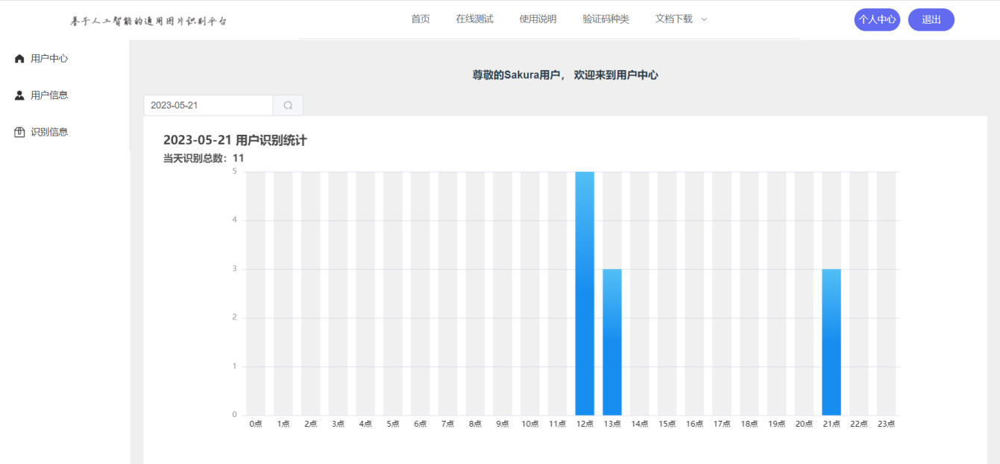 基于人工智能的通用图片识别平台
首页 在线测试 使用说明 验证码种类 文档下载
个人中心 退出
用户中心
用户信息
识别信息
尊敬的Sakura用户， 欢迎来到用户中心
2023-05-21
2023-05-21 用户识别统计
当天识别总数：11
5
4
3
2
1
0
0点 1点 2点 3点 4点 5点 6点 7点 8点 9点 10点 11点 12点 13点 14点 15点 16点 17点 18点 19点 20点 21点 22点 23点